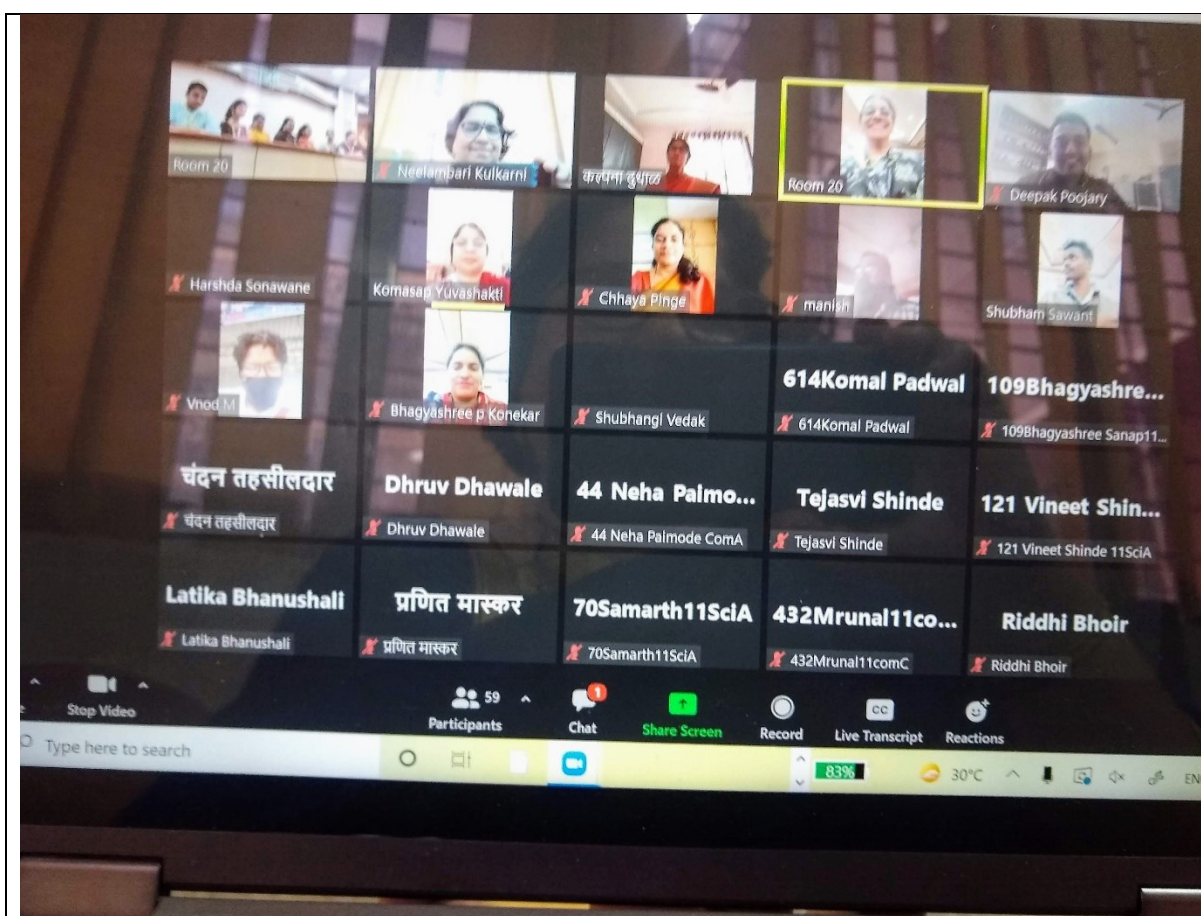 Room 20
Neelambari Kulkarni
कल्पना दुधाळ
Room 20
Deepak Poojary
Harshda Sonawane
Komasap Yuvashakti
Chhaya Pinge
manish
Shubham Sawant
Vnod M
Bhagyashree p Konekar
Shubhangi Vedak
614Komal Padwal
614Komal Padwal
109Bhagyashre...
109Bhagyashree Sanap11...
चंदन तहसीलदार
चंदन तहसीलदार
Dhruv Dhawale
Dhruv Dhawale
44 Neha Palmo...
44 Neha Palmode ComA
Tejasvi Shinde
Tejasvi Shinde
121 Vineet Shin...
121 Vineet Shinde 11SciA
Latika Bhanushali
Latika Bhanushali
प्रणित मास्कर
प्रणित मास्कर
70Samarth11SciA
70Samarth11SciA
432Mrunal11co...
432Mrunal11comC
Riddhi Bhoir
Riddhi Bhoir
Stop Video
59
Participants
1
Chat
Share Screen
Record
CC
Live Transcript
Reactions
Type here to search
83%
30°C
EN